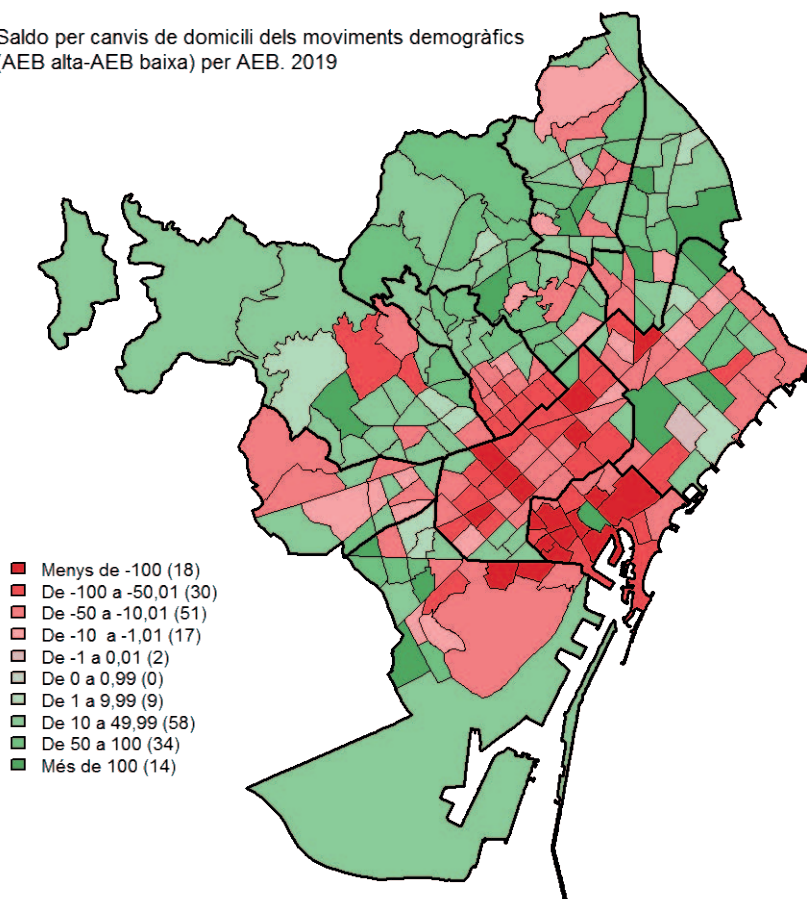 Saldo per canvis de domicili dels moviments demogràfics
(AEB alta-AEB baixa) per AEB. 2019
Menys de -100 (18)
De -100 a -50,01 (30)
De -50 a -10,01 (51)
De -10 a -1,01 (17)
De -1 a 0,01 (2)
De 0 a 0,99 (0)
De 1 a 9,99 (9)
De 10 a 49,99 (58)
De 50 a 100 (34)
Més de 100 (14)